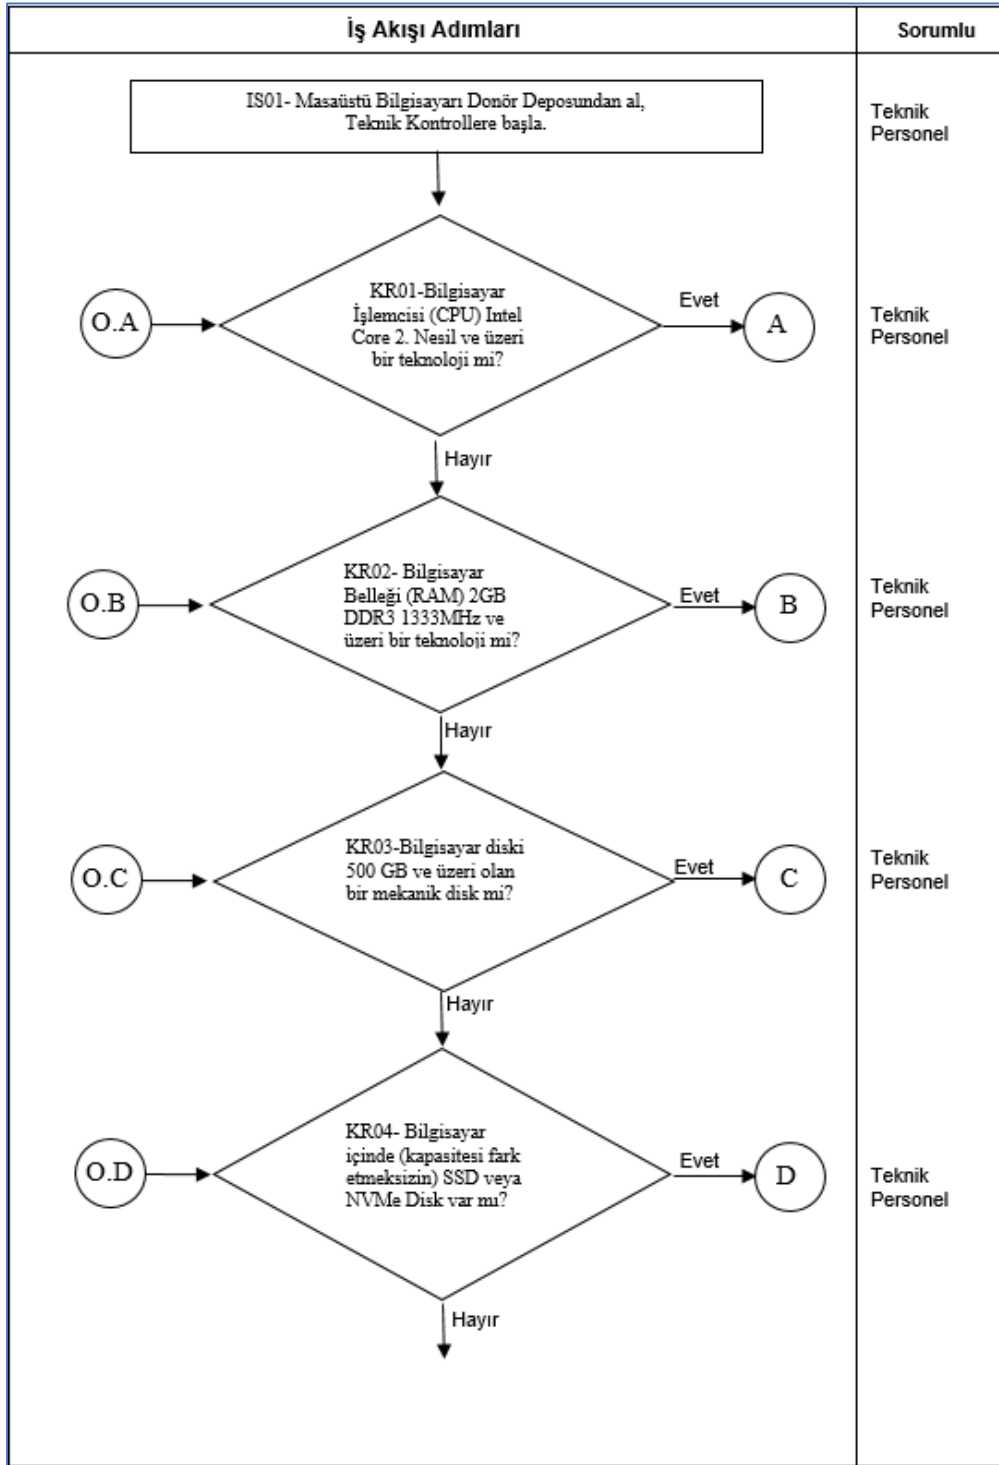 İş Akışı Adımları
Sorumlu
IS01- Masaüstü Bilgisayarı Donör Deposundan al,
Teknik Kontrollere başla.
Teknik
Personel
O.A
KR01-Bilgisayar
İşlemcisi (CPU) Intel
Core 2. Nesil ve üzeri
bir teknoloji mi?
Evet
A
Teknik
Personel
Hayır
O.B
KR02- Bilgisayar
Belleği (RAM) 2GB
DDR3 1333MHz ve
üzeri bir teknoloji mi?
Evet
B
Teknik
Personel
Hayır
O.C
KR03-Bilgisayar diski
500 GB ve üzeri olan
bir mekanik disk mi?
Evet
C
Teknik
Personel
Hayır
O.D
KR04- Bilgisayar
içinde (kapasitesi fark
etmeksizin) SSD veya
NVMe Disk var mı?
Evet
D
Teknik
Personel
Hayır